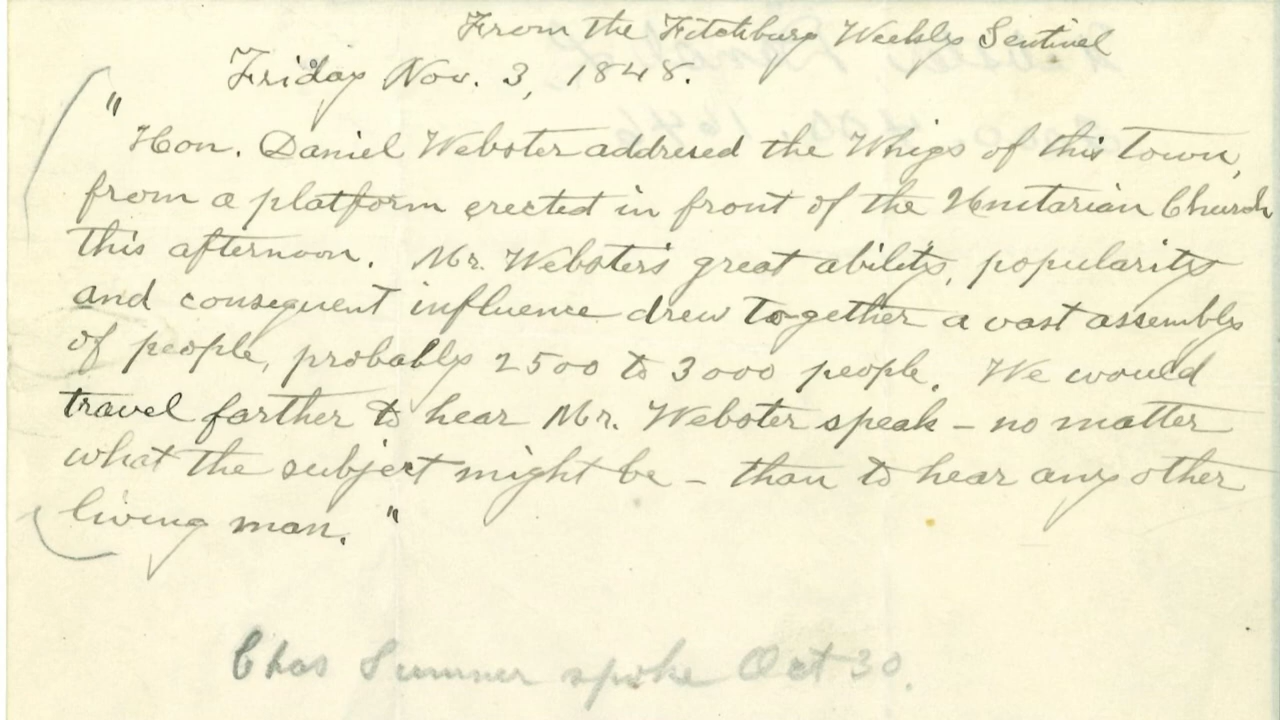 From the Fitchburg Weekly Sentinel
Friday Nov. 3, 1848.
" Hon. Daniel Webster addresed the Whigs of this town,
from a platform erected in front of the Unitarian Church
this afternoon. Mr. Webster's great ability, popularity
and consequent influence drew together a vast assembly
of people, probably 2500 to 3000 people. We would
travel farther to hear Mr. Webster speak – no matter
what the subject might be – than to hear any other
living man. "
Chas Sumner spoke Oct 30.